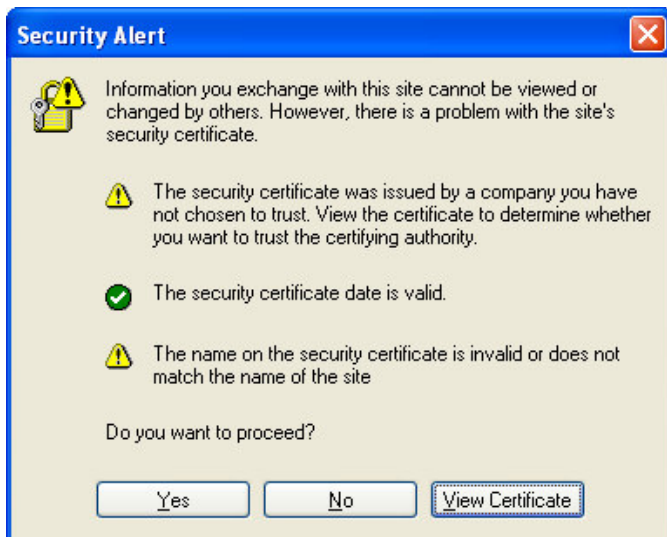 Security Alert
Information you exchange with this site cannot be viewed or
changed by others. However, there is a problem with the site's
security certificate.
The security certificate was issued by a company you have
not chosen to trust. View the certificate to determine whether
you want to trust the certifying authority.
The security certificate date is valid.
The name on the security certificate is invalid or does not
match the name of the site
Do you want to proceed?
Yes No View Certificate